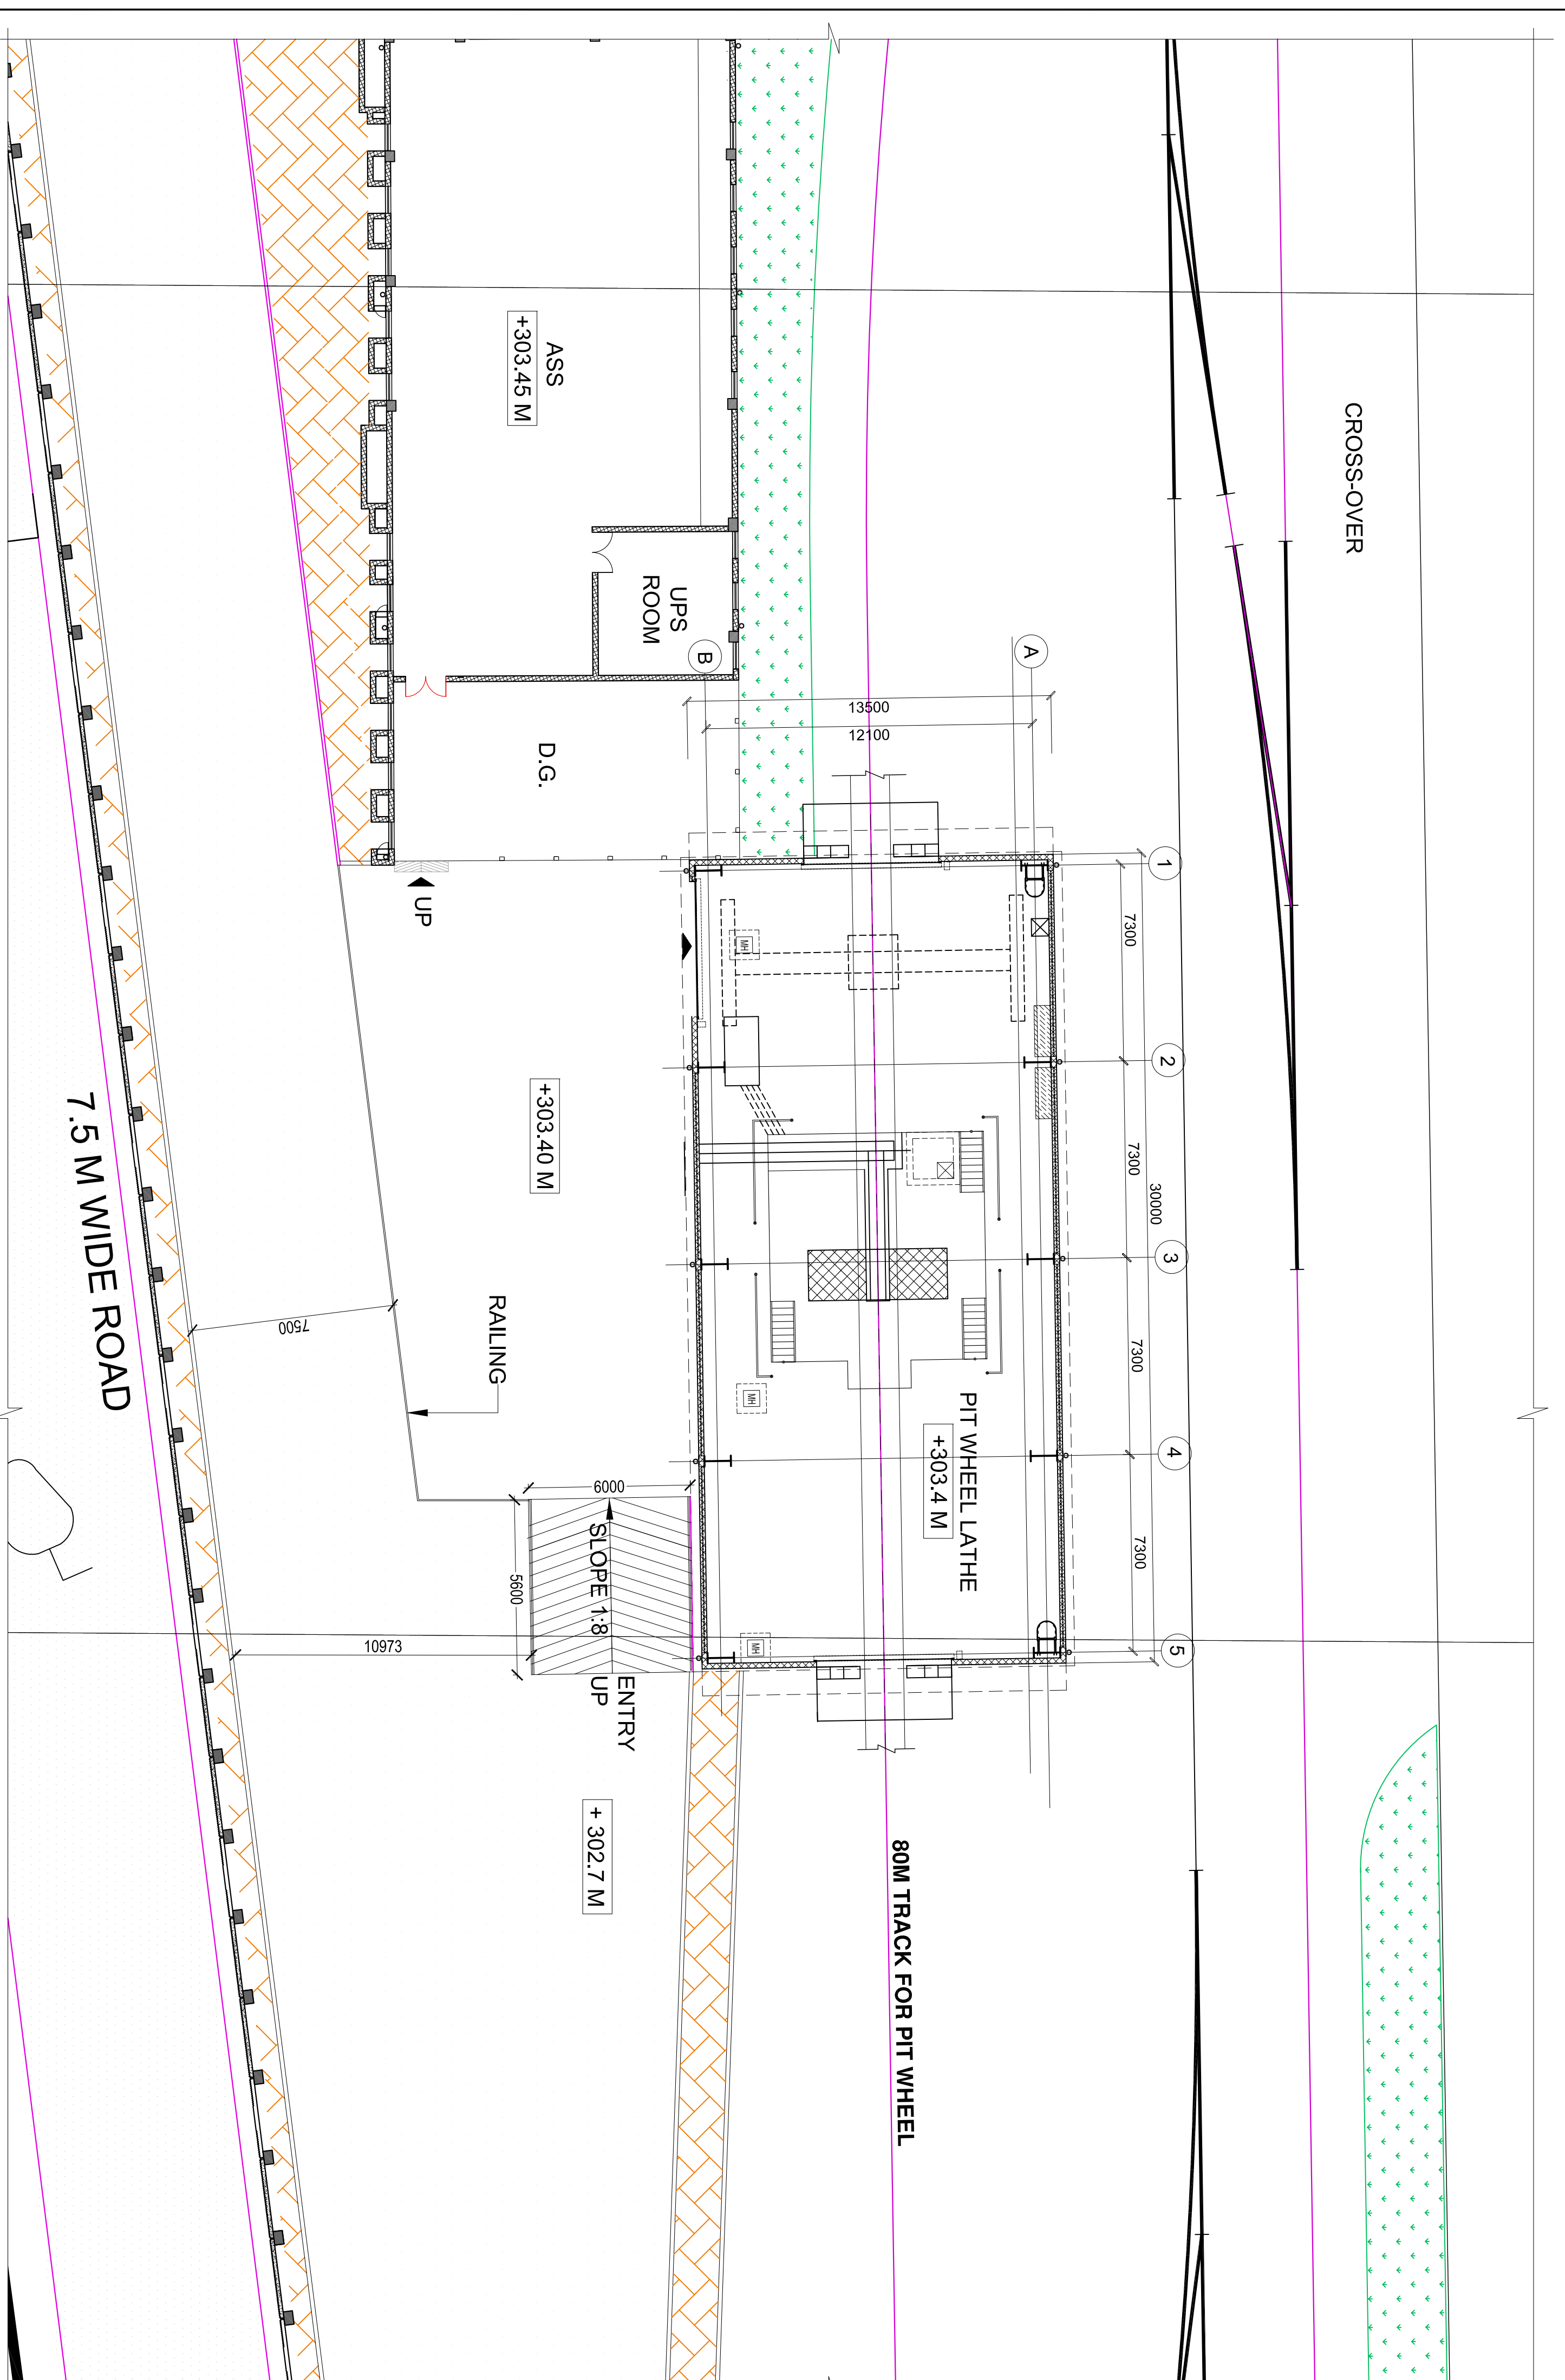 CROSS-OVER
ASS
+303.45 M
UPS
ROOM
A
B
13500
12100
D.G.
UP
1
2
3
4
5
7300
7300
7300
7300
30000
MH
MH
MH
+303.40 M
7.5 M WIDE ROAD
7500
RAILING
PIT WHEEL LATHE
+303.4 M
6000
SLOPE 1:8
5600
10973
ENTRY
UP
+ 302.7 M
80M TRACK FOR PIT WHEEL